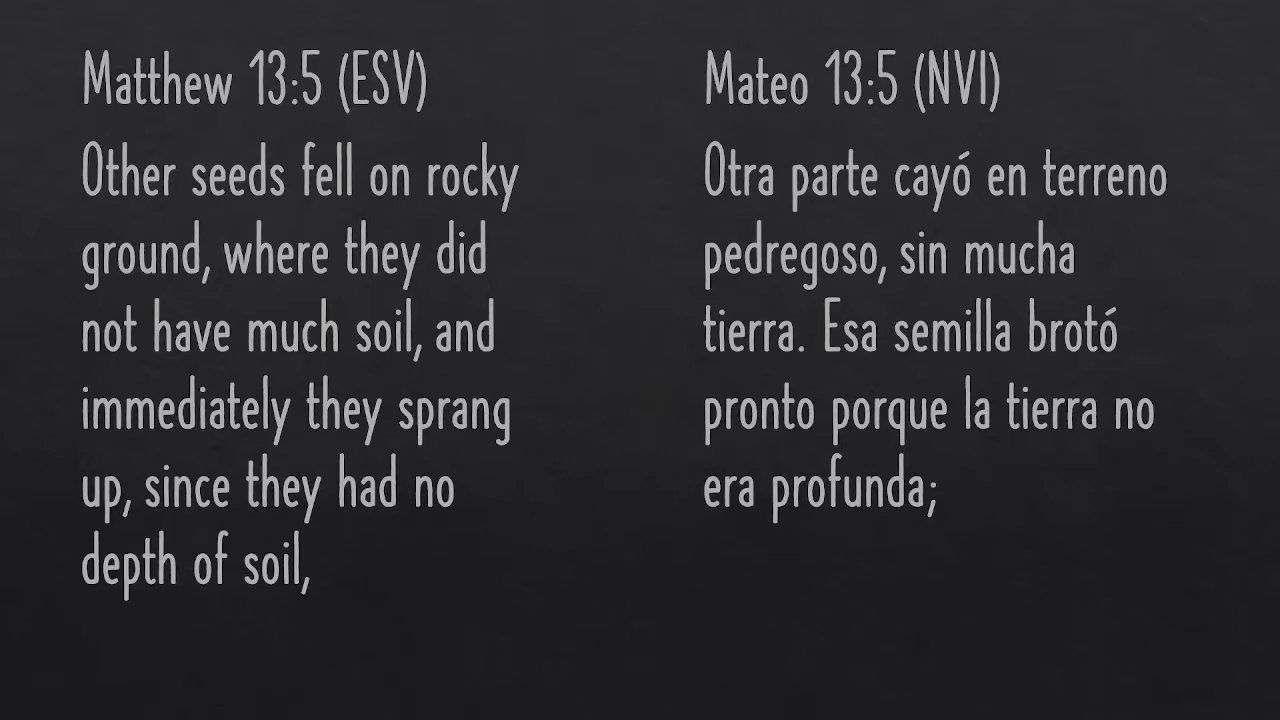 Matthew 13:5 (ESV)
Other seeds fell on rocky
ground, where they did
not have much soil, and
immediately they sprang
up, since they had no
depth of soil,
Mateo 13:5 (NVI)
Otra parte cayó en terreno
pedregoso, sin mucha
tierra. Esa semilla brotó
pronto porque la tierra no
era profunda;